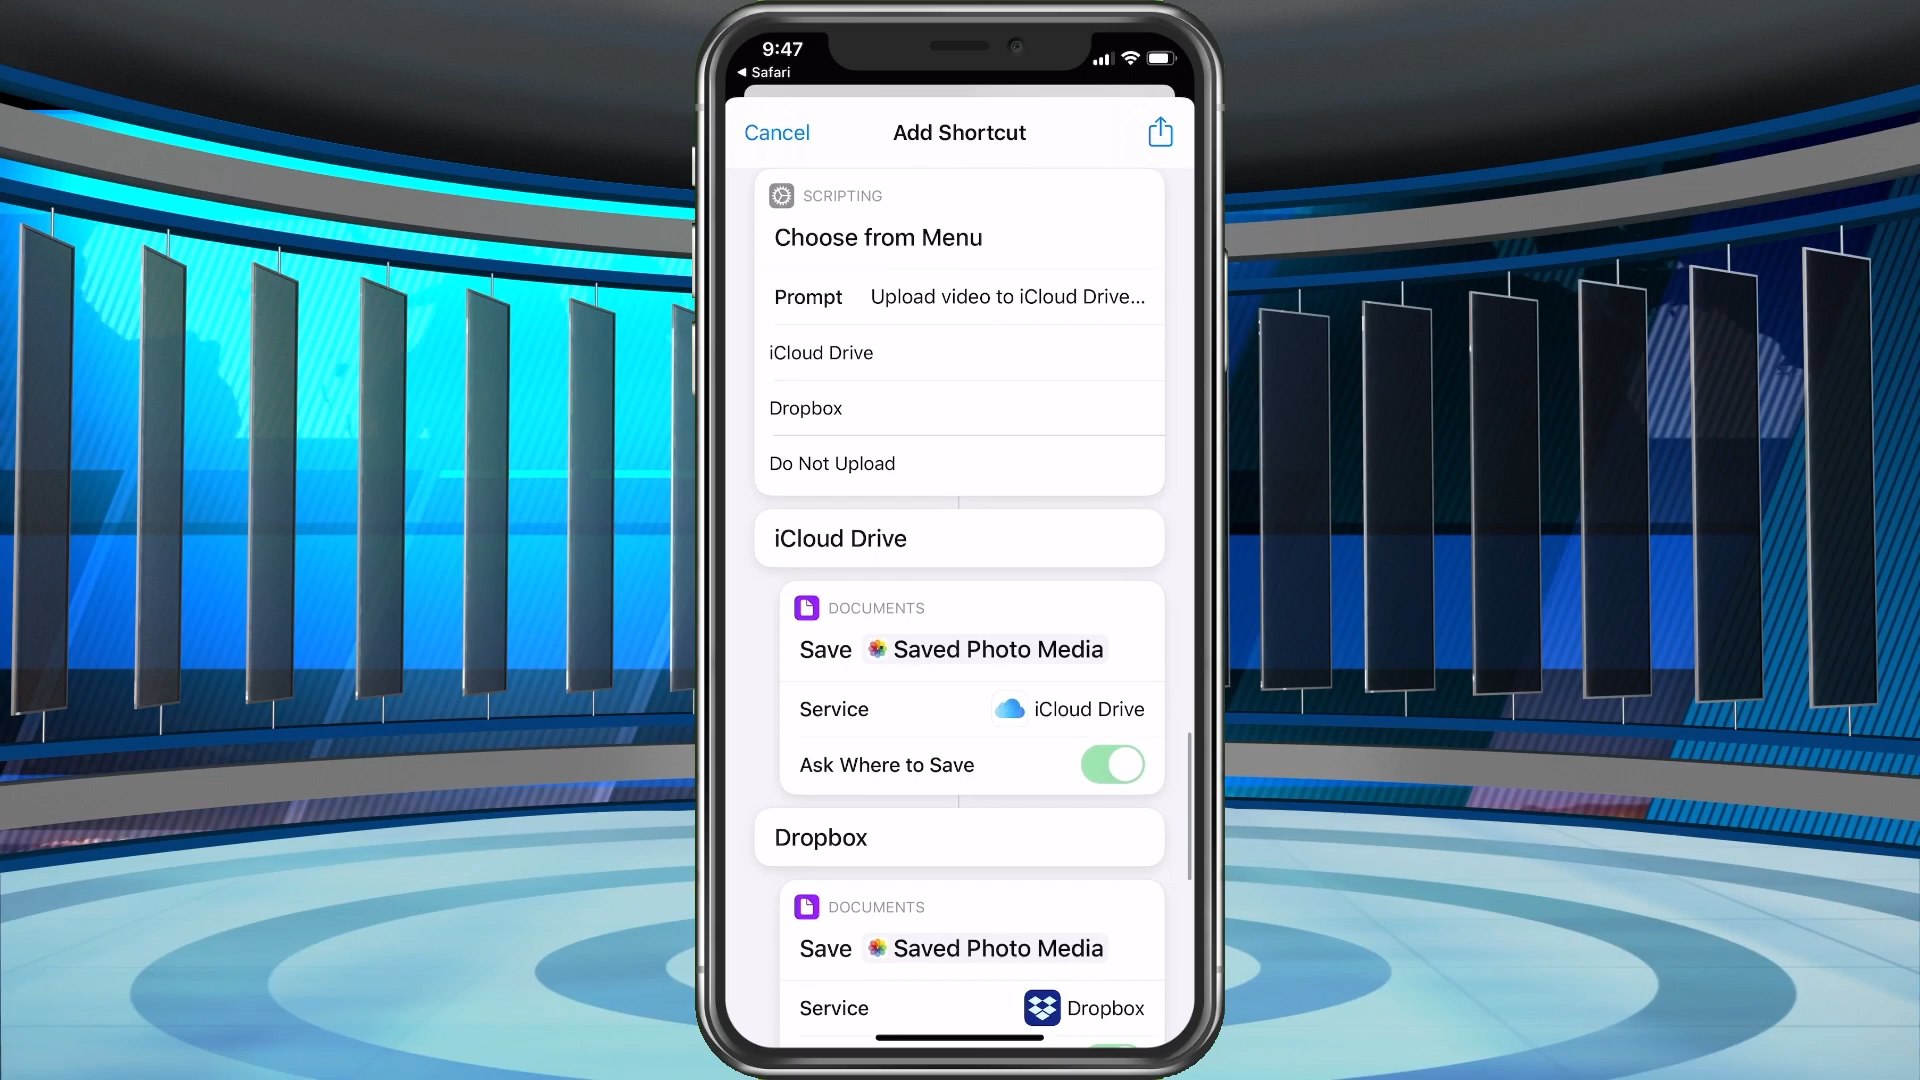 9:47
◀ Safari
Cancel
Add Shortcut
SCRIPTING
Choose from Menu
Prompt Upload video to iCloud Drive...
iCloud Drive
Dropbox
Do Not Upload
iCloud Drive
DOCUMENTS
Save Saved Photo Media
Service iCloud Drive
Ask Where to Save
Dropbox
DOCUMENTS
Save Saved Photo Media
Service Dropbox